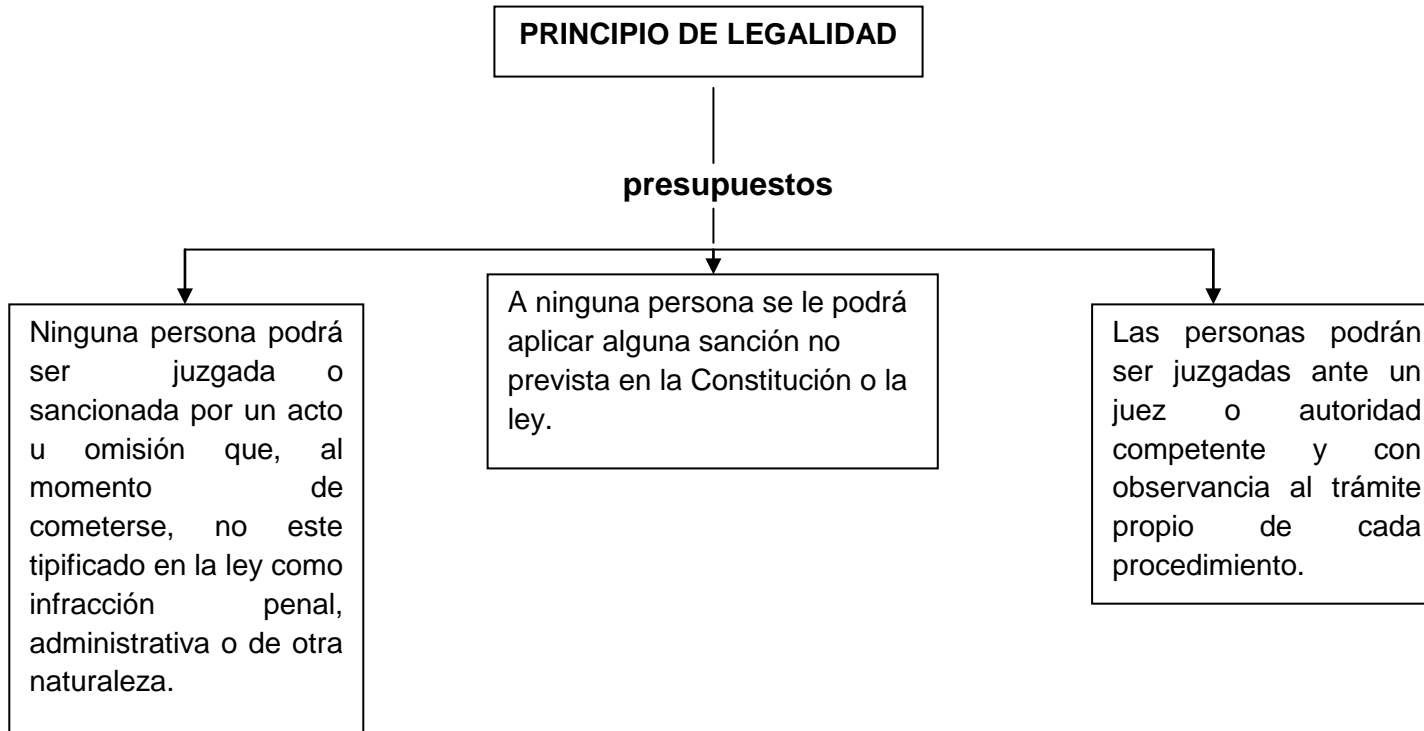 PRINCIPIO DE LEGALIDAD
presupuestos
Ninguna persona podrá
ser juzgada o
sancionada por un acto
u omisión que, al
momento de
cometerse, no este
tipificado en la ley como
infracción penal,
administrativa o de otra
naturaleza.
A ninguna persona se le podrá
aplicar alguna sanción no
prevista en la Constitución o la
ley.
Las personas podrán
ser juzgadas ante un
juez o autoridad
competente y con
observancia al trámite
propio de cada
procedimiento.